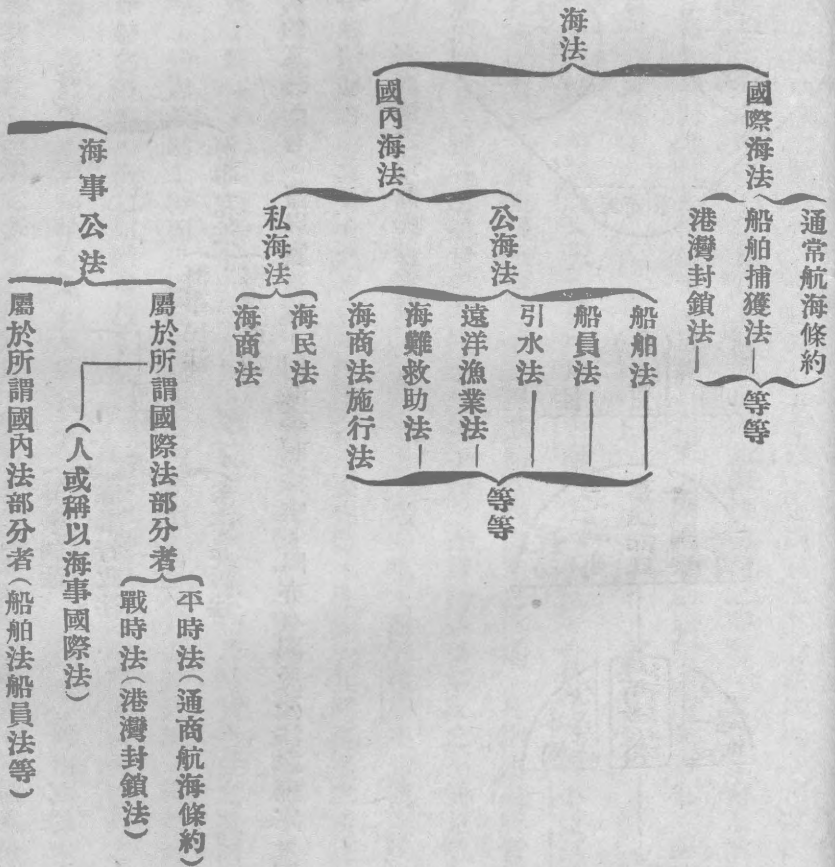 海法
國際海法
通常航海條約
船舶捕獲法
港灣封鎖法
等等
國內海法
公海法
船舶法
船員法
引水法
遠洋漁業法
海難救助法
海商法施行法
等等
私海法
海民法
海商法
海事公法
屬於所謂國際法部分者
平時法(通商航海條約)
戰時法(港灣封鎖法)
(人或稱以海事國際法)
屬於所謂國內法部分者(船舶法船員法等)